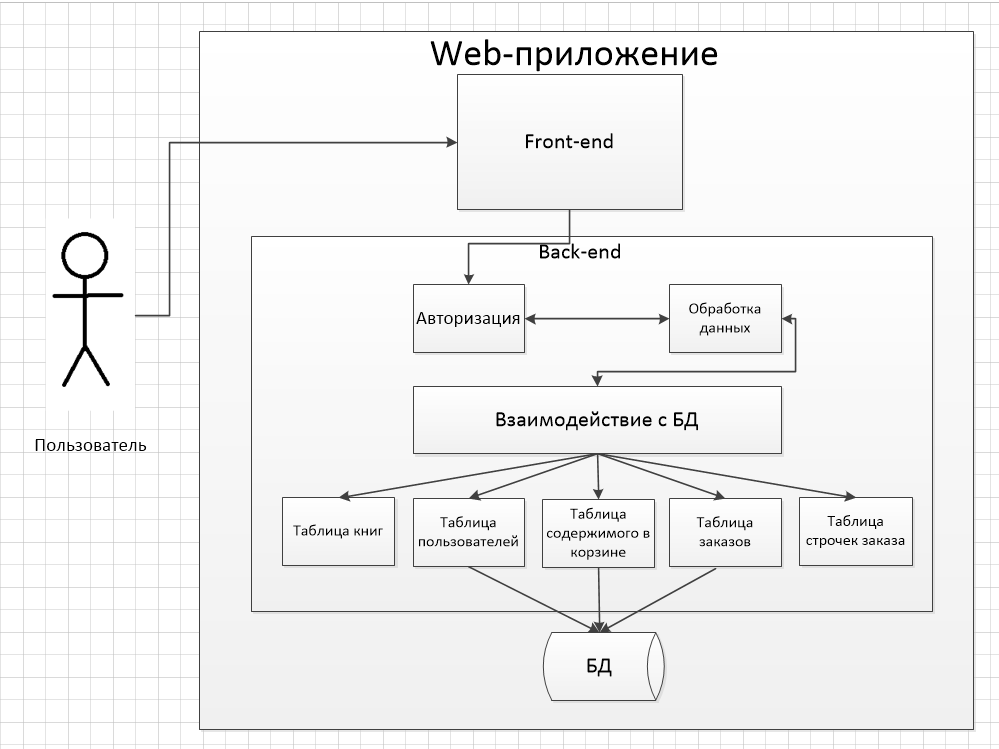 Web-приложение
Front-end
Back-end
Авторизация
Обработка
данных
Взаимодействие с БД
Пользователь
Таблица книг
Таблица
пользователей
Таблица
содержимого в
корзине
Таблица
заказов
Таблица
строчек заказа
БД